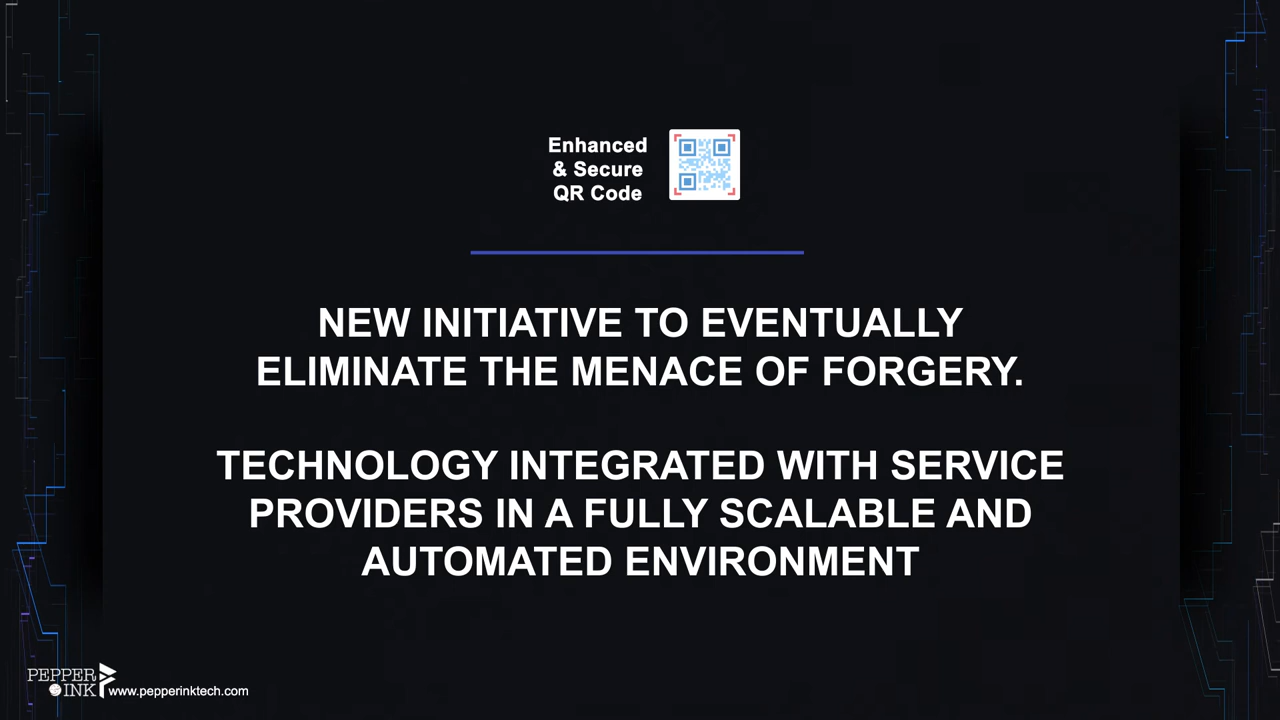 Enhanced
& Secure
QR Code
NEW INITIATIVE TO EVENTUALLY
ELIMINATE THE MENACE OF FORGERY.
TECHNOLOGY INTEGRATED WITH SERVICE
PROVIDERS IN A FULLY SCALABLE AND
AUTOMATED ENVIRONMENT
PEPPER
INK
www.pepperinktech.com